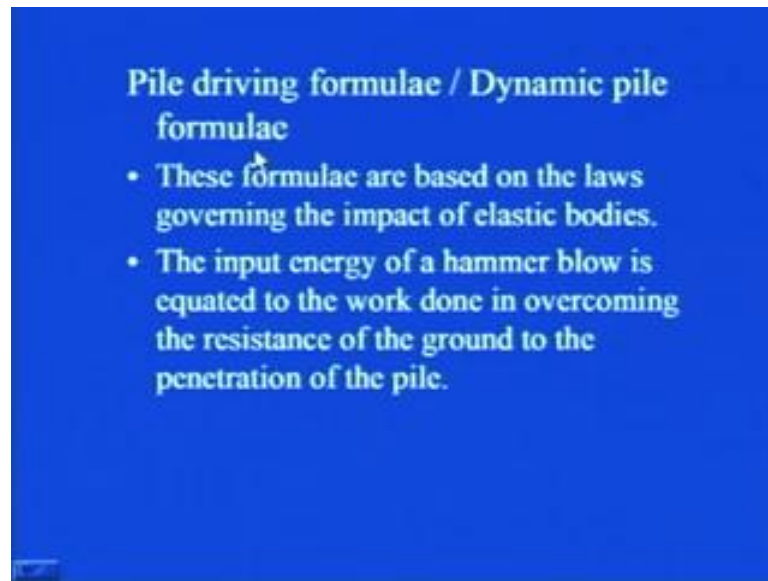 Pile driving formulae / Dynamic pile
formulae
• These formulae are based on the laws
governing the impact of elastic bodies.
• The input energy of a hammer blow is
equated to the work done in overcoming
the resistance of the ground to the
penetration of the pile.